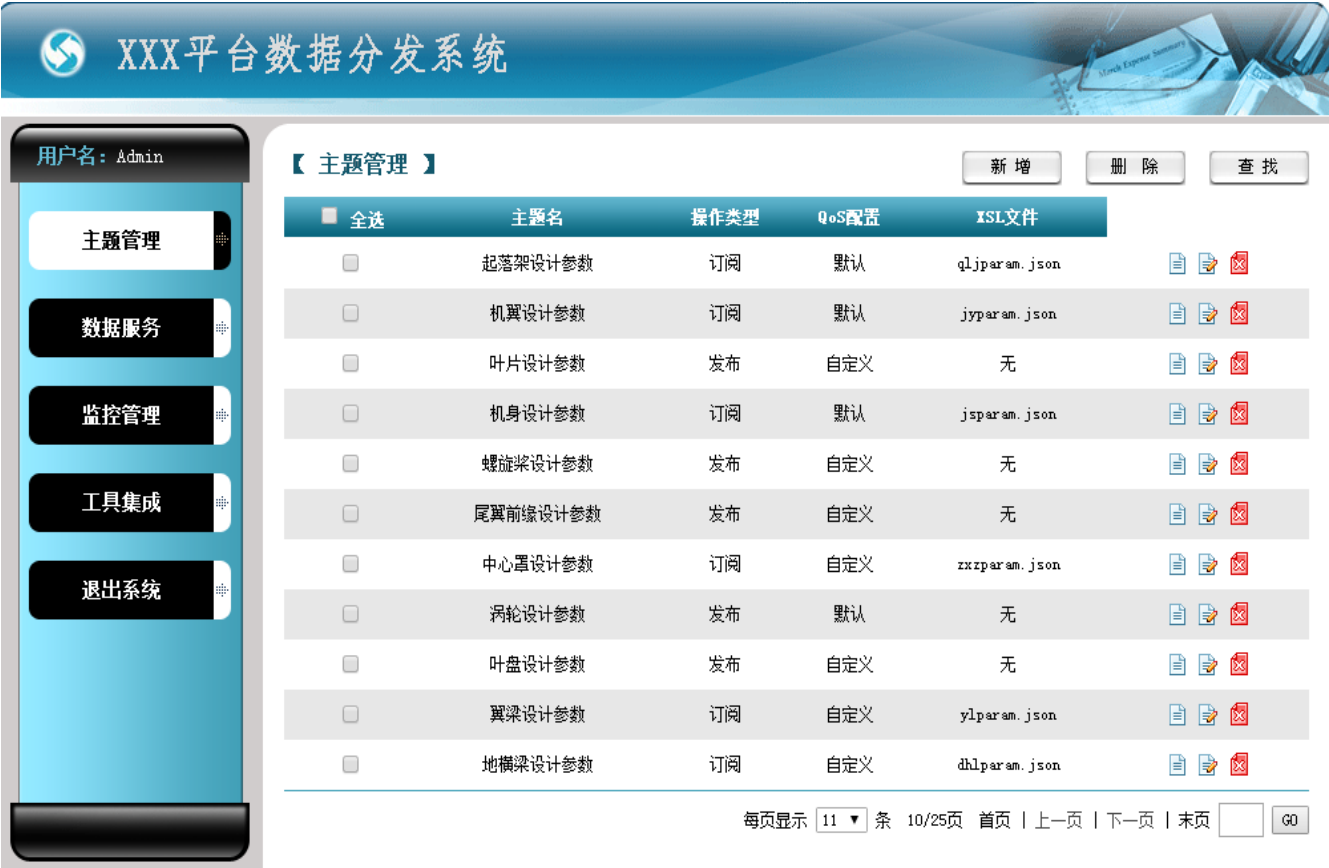 XXX平台数据分发系统
用户名：Admin
主题管理
数据服务
监控管理
工具集成
退出系统
【 主题管理 】
新 增 删 除 查 找
全选 主题名 操作类型 QoS配置 XSL文件
起落架设计参数 订阅 默认 qljparam.json
机翼设计参数 订阅 默认 jyparam.json
叶片设计参数 发布 自定义 无
机身设计参数 订阅 默认 jsparam.json
螺旋桨设计参数 发布 自定义 无
尾翼前缘设计参数 发布 自定义 无
中心罩设计参数 订阅 自定义 zxzparam.json
涡轮设计参数 发布 默认 无
叶盘设计参数 发布 自定义 无
翼梁设计参数 订阅 自定义 ylparam.json
地横梁设计参数 订阅 自定义 dhlparam.json
每页显示 11 条 10/25页 首页 | 上一页 | 下一页 | 末页 GO
March Expense Summary